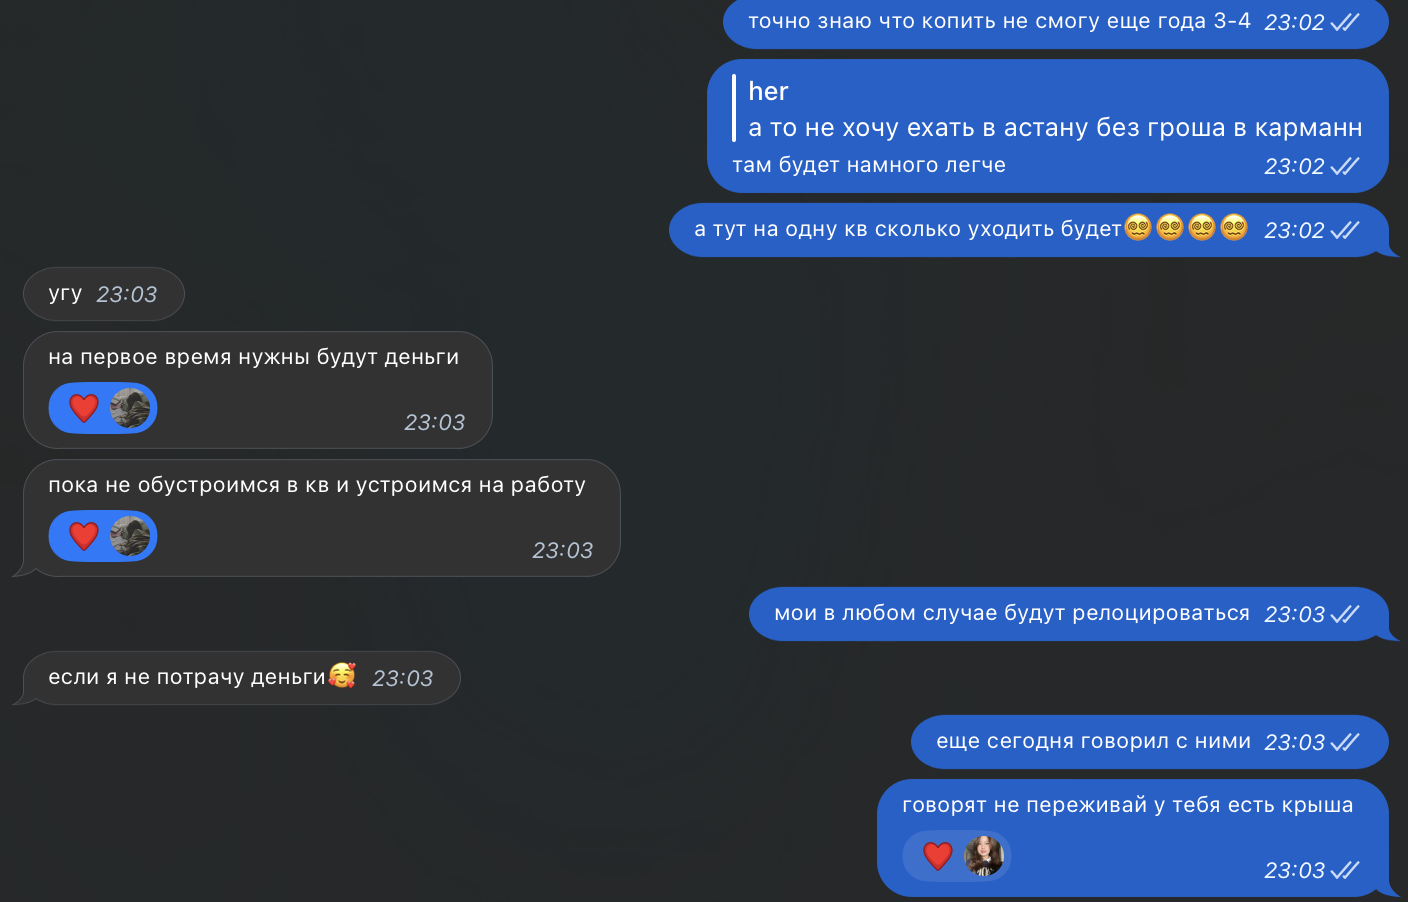 точно знаю что копить не смогу еще года 3-4 23:02
her
а то не хочу ехать в астану без гроша в карманн
там будет намного легче 23:02
а тут на одну кв сколько уходить будет😵‍💫😵‍💫😵‍💫😵‍💫 23:02
угу 23:03
на первое время нужны будут деньги
❤️ 23:03
пока не обустроимся в кв и устроимся на работу
❤️ 23:03
мои в любом случае будут релоцироваться 23:03
если я не потрачу деньги🥰 23:03
еще сегодня говорил с ними 23:03
говорят не переживай у тебя есть крыша
❤️ 23:03